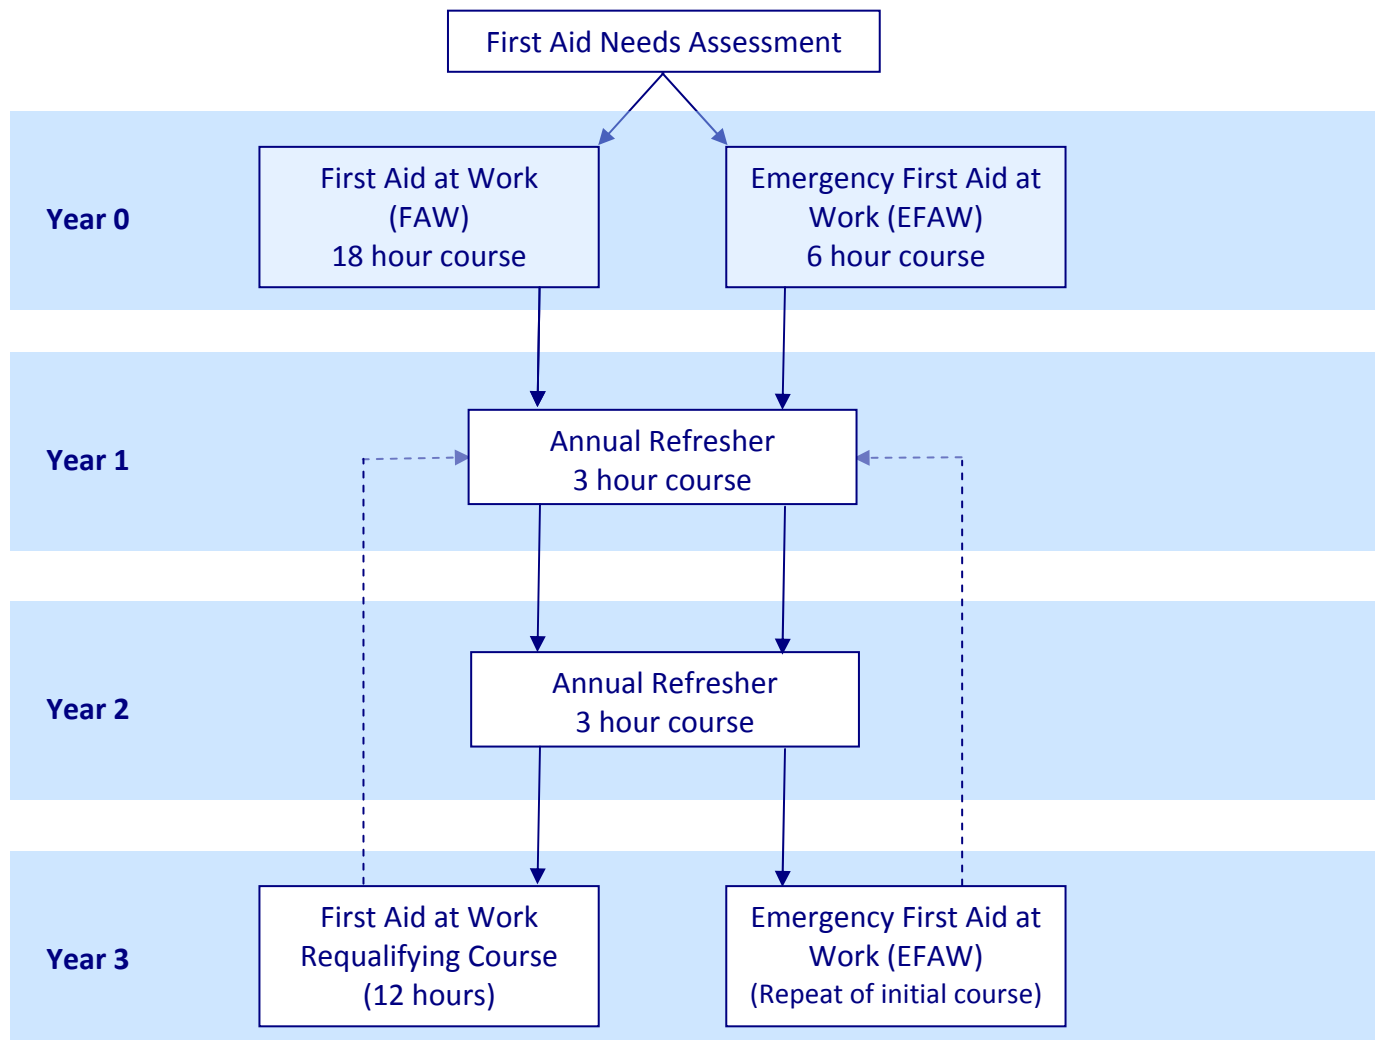 First Aid Needs Assessment
Year 0
First Aid at Work
(FAW)
18 hour course
Emergency First Aid at
Work (EFAW)
6 hour course
Year 1
Annual Refresher
3 hour course
Year 2
Annual Refresher
3 hour course
Year 3
First Aid at Work
Requalifying Course
(12 hours)
Emergency First Aid at
Work (EFAW)
(Repeat of initial course)